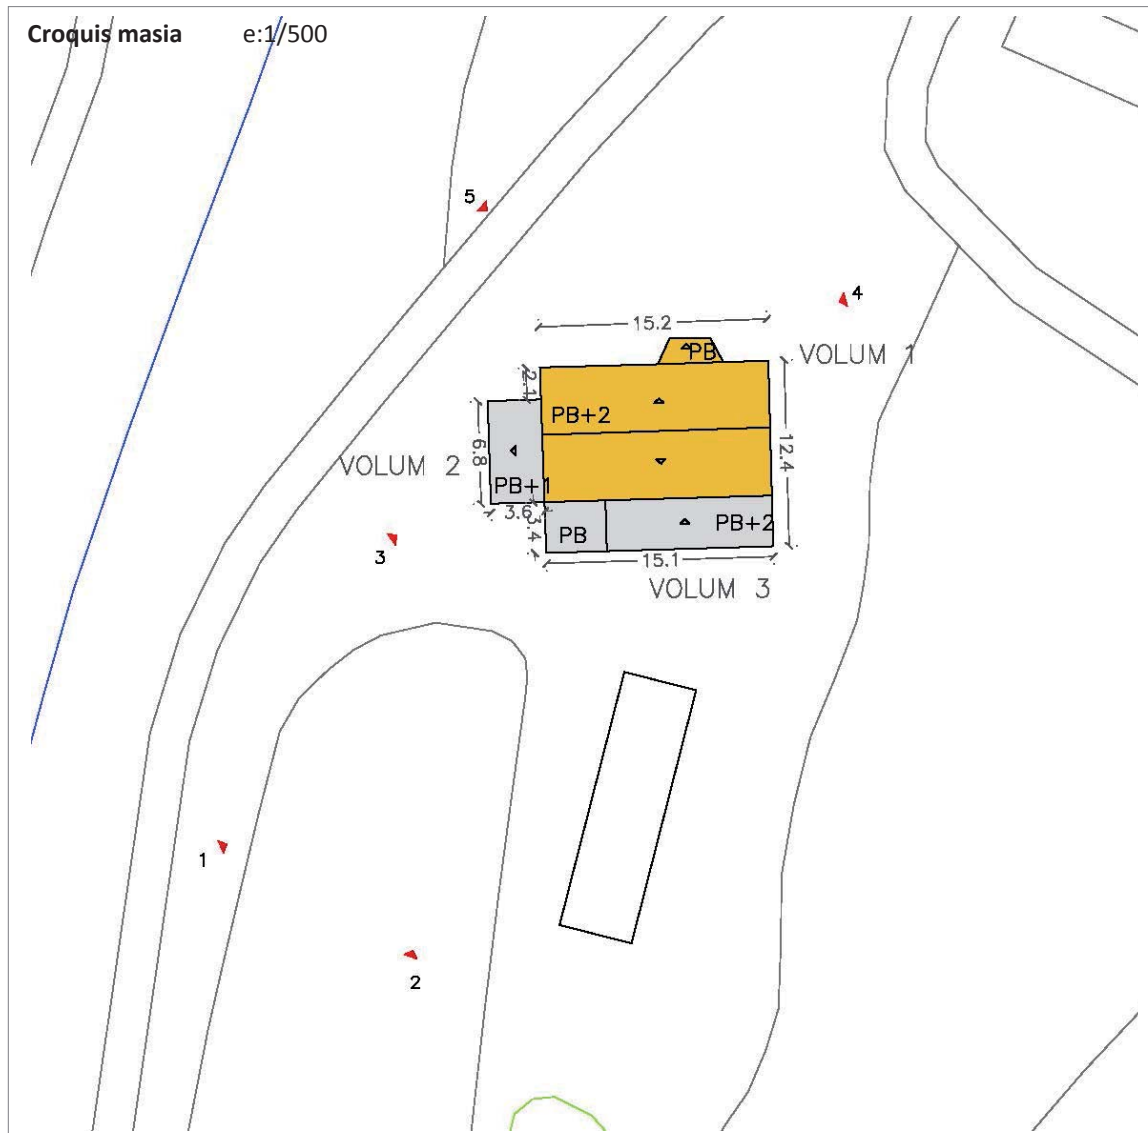 Croquis masia e:1/500
5
4
15.2
PB
VOLUM 1
2.1
PB+2
12.4
6.8
VOLUM 2
PB+1
3.6
3.4
PB
PB+2
3
15.1
VOLUM 3
1
2